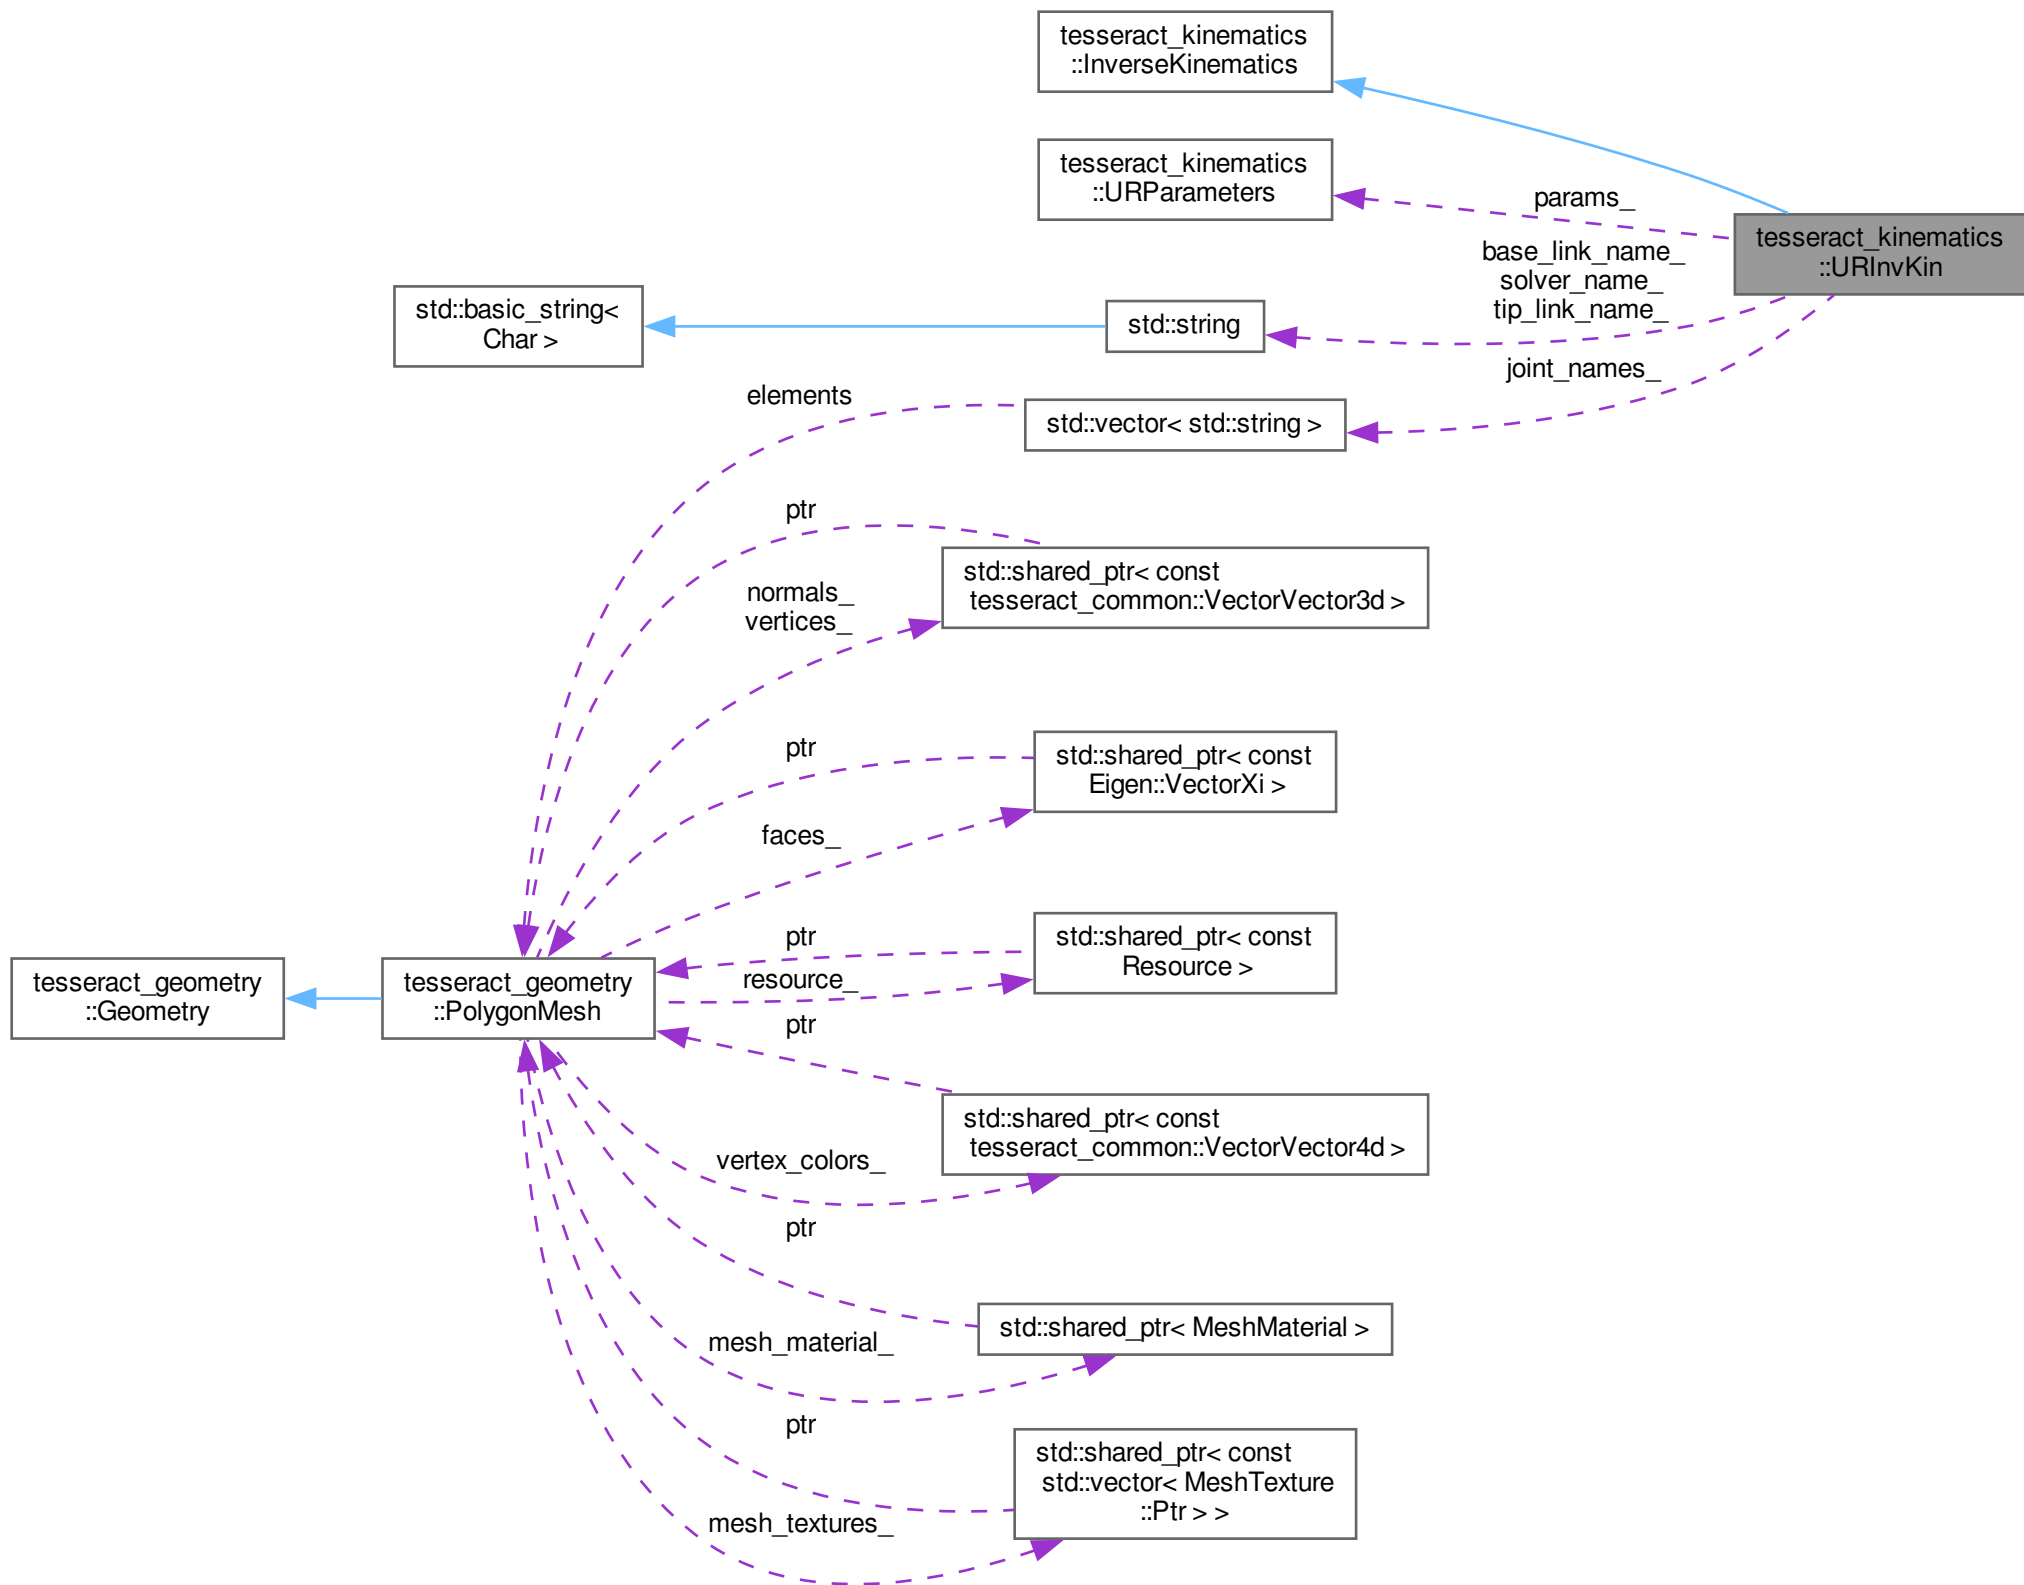 tesseract_kinematics
::InverseKinematics
tesseract_kinematics
::URParameters
params_
tesseract_kinematics
::URInvKin
base_link_name_
solver_name_
tip_link_name_
std::basic_string<
Char >
std::string
joint_names_
elements
std::vector< std::string >
ptr
std::shared_ptr< const
tesseract_common::VectorVector3d >
normals_
vertices_
ptr
std::shared_ptr< const
Eigen::VectorXi >
faces_
ptr
std::shared_ptr< const
Resource >
resource_
tesseract_geometry
::Geometry
tesseract_geometry
::PolygonMesh
ptr
std::shared_ptr< const
tesseract_common::VectorVector4d >
vertex_colors_
ptr
std::shared_ptr< MeshMaterial >
mesh_material_
ptr
std::shared_ptr< const
std::vector< MeshTexture
::Ptr > >
mesh_textures_